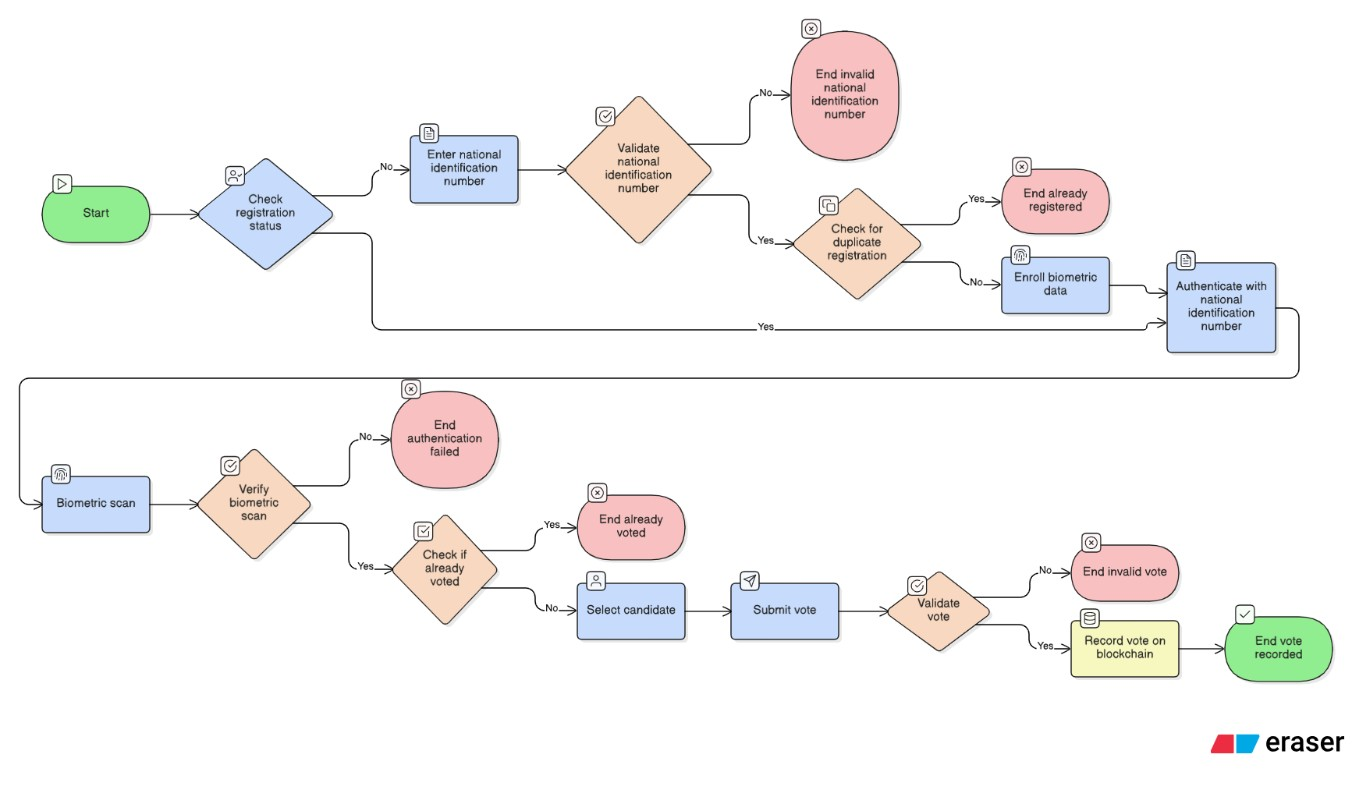 End invalid
national
identification
number
No
Enter national
identification
number
No
Validate
national
identification
number
Start
Check
registration
status
Yes
End already
registered
Yes
Check for
duplicate
registration
No
Enroll biometric
data
Authenticate with
national
identification
number
Yes
End
authentication
failed
No
Biometric scan
Verify
biometric
scan
Yes
Check if
already
voted
Yes
End already
voted
No
Select candidate
Submit vote
Validate
vote
No
End invalid vote
Yes
Record vote on
blockchain
End vote
recorded
eraser